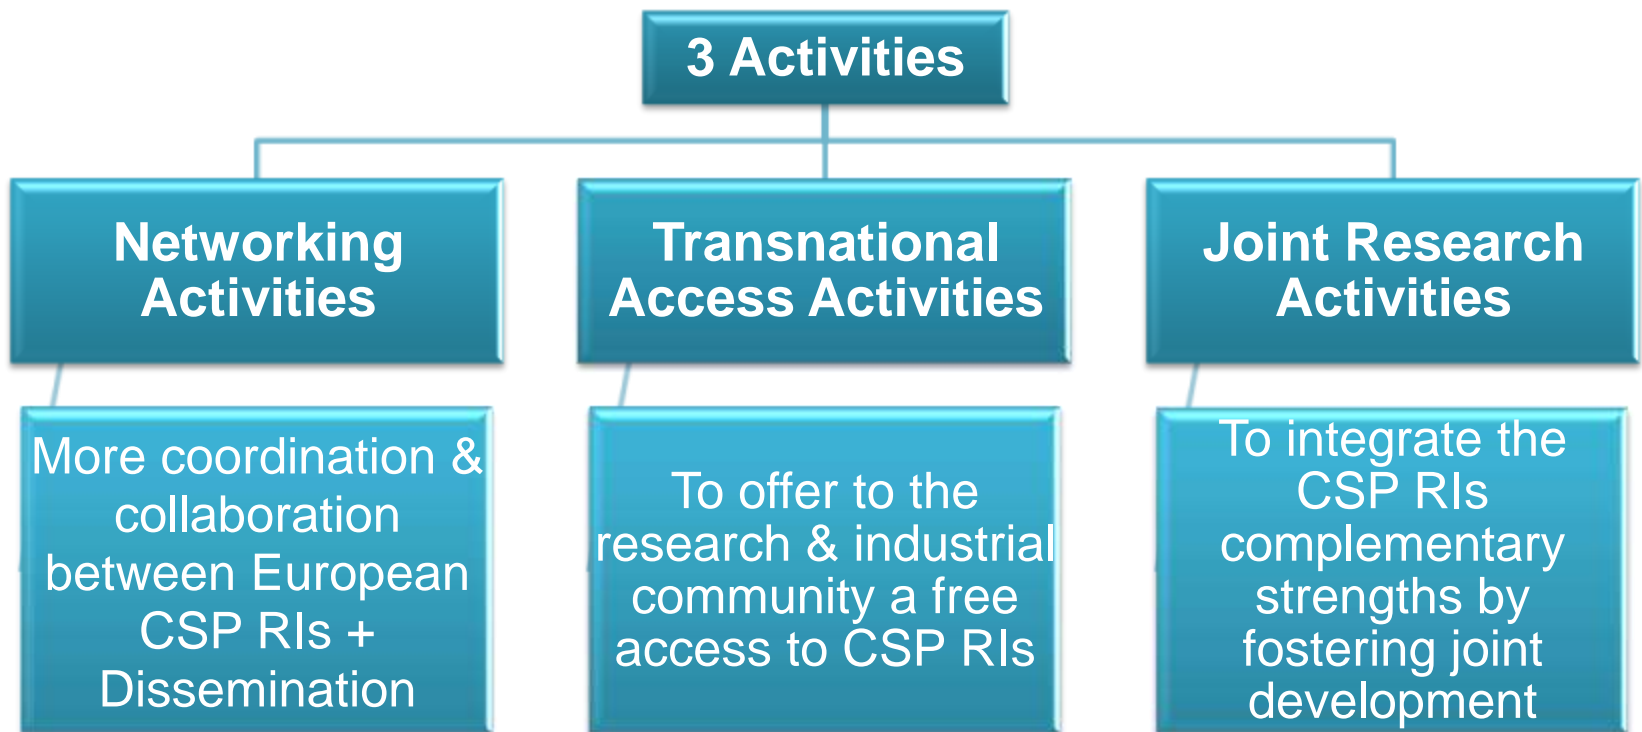 3 Activities
Networking
Activities
More coordination &
collaboration
between European
CSP RIs +
Dissemination
Transnational
Access Activities
To offer to the
research & industrial
community a free
access to CSP RIs
Joint Research
Activities
To integrate the
CSP RIs
complementary
strengths by
fostering joint
development